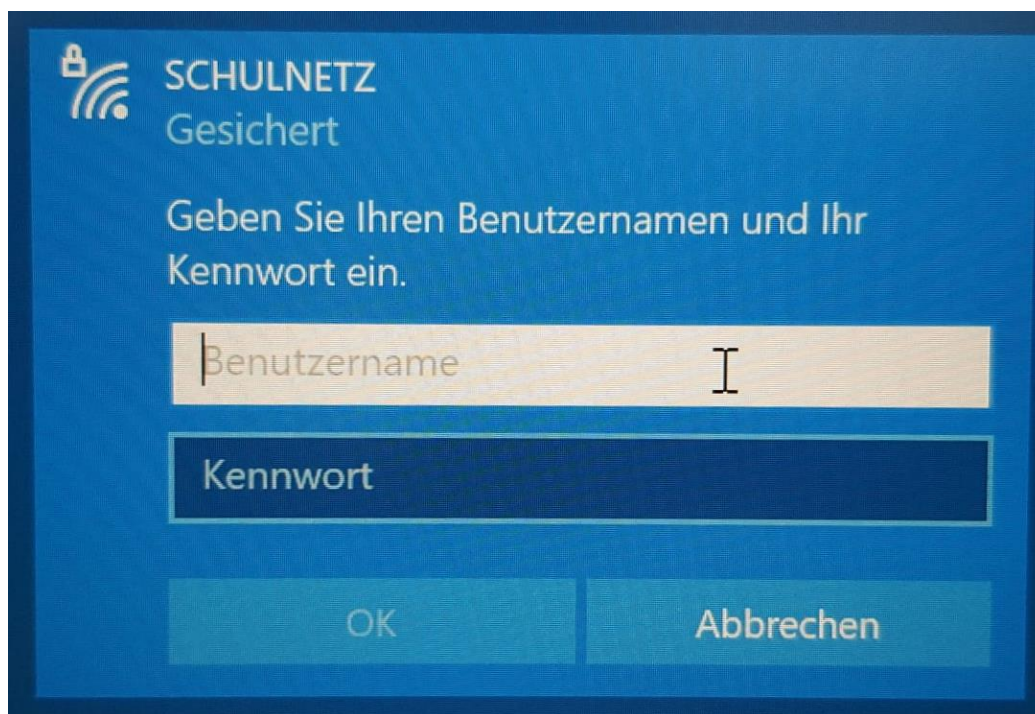 SCHULNETZ
Gesichert
Geben Sie Ihren Benutzernamen und Ihr
Kennwort ein.
Benutzername
Kennwort
OK
Abbrechen